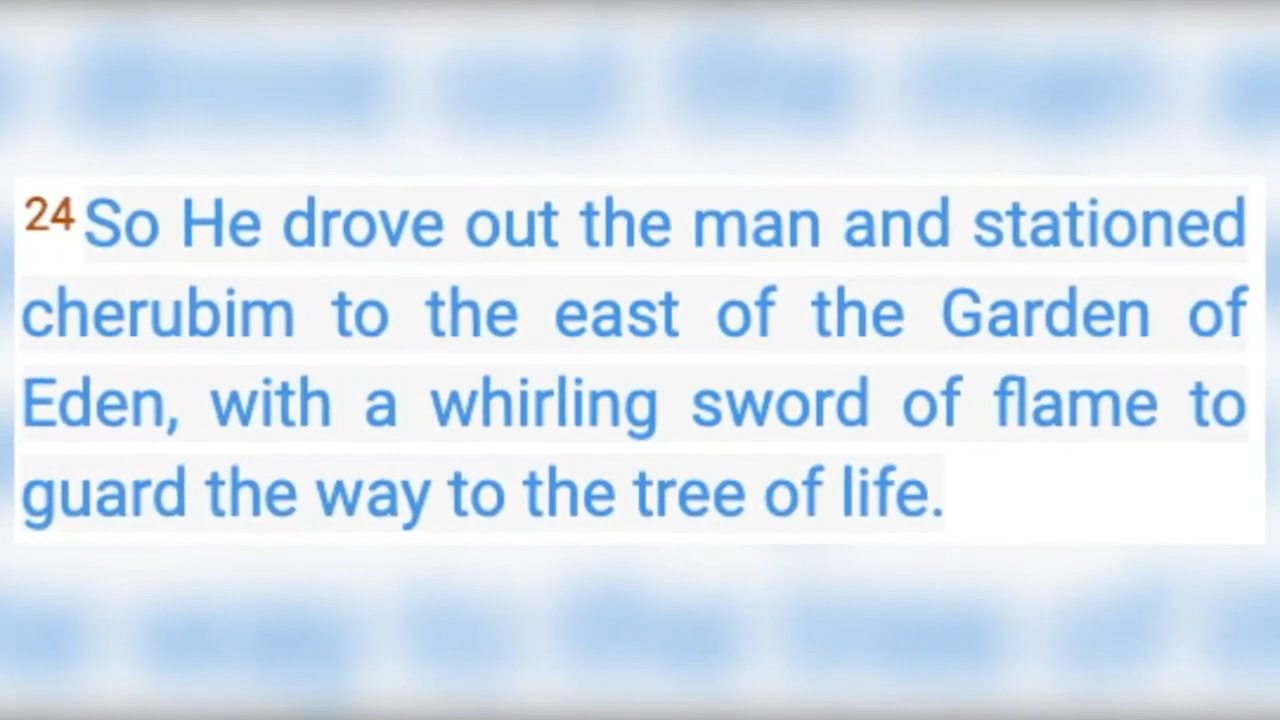 24 So He drove out the man and stationed
cherubim to the east of the Garden of
Eden, with a whirling sword of flame to
guard the way to the tree of life.